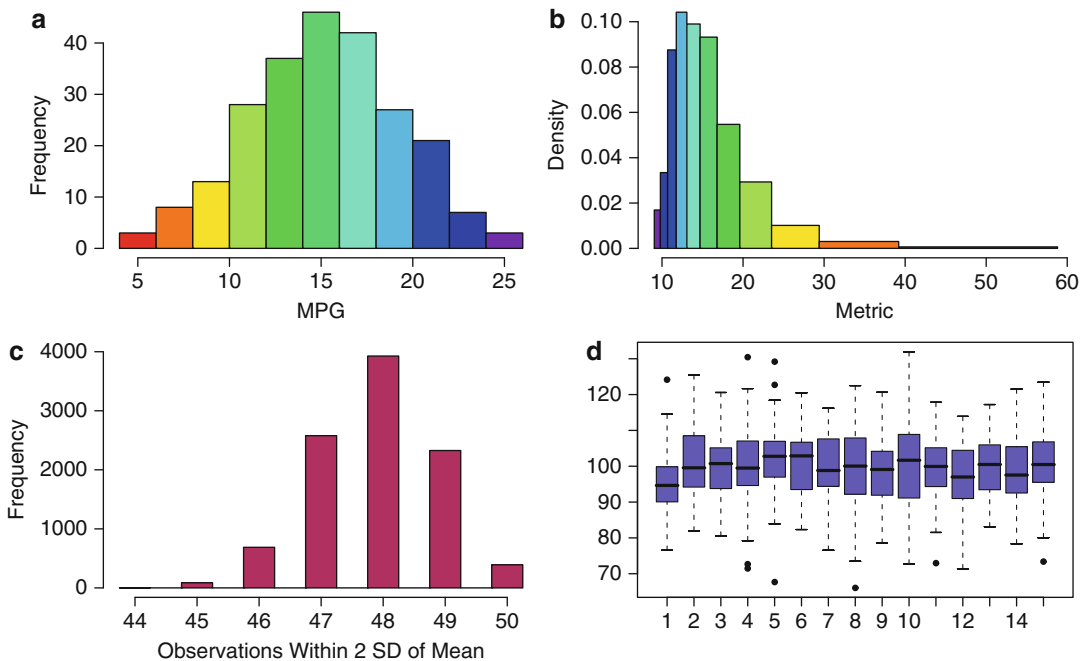 a
40
30
20
10
0
Frequency
5 10 15 20 25
MPG
b
0.10
0.08
0.06
0.04
0.02
0.00
Density
10 20 30 40 50 60
Metric
c
4000
3000
2000
1000
0
Frequency
44 45 46 47 48 49 50
Observations Within 2 SD of Mean
d
120
100
90
80
70
1 2 3 4 5 6 7 8 9 10 12 14